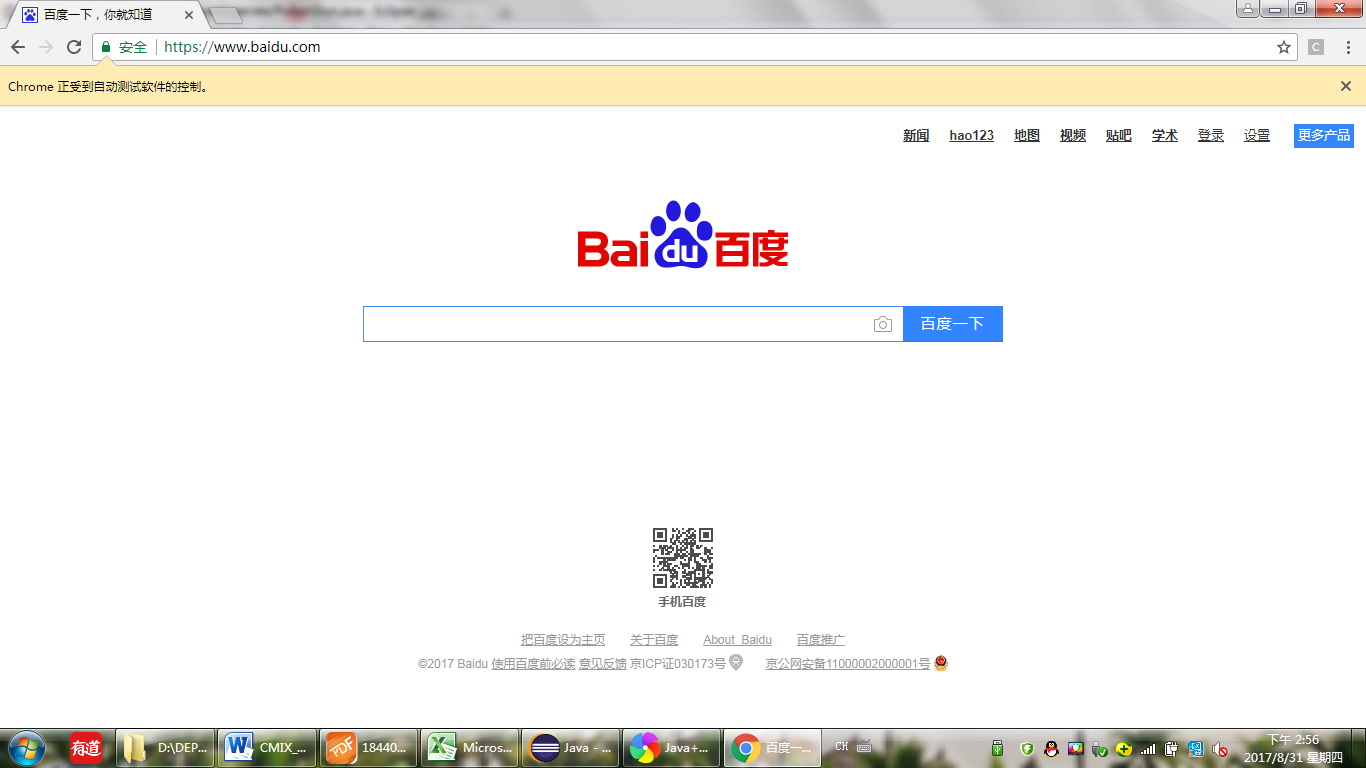 百度一下，你就知道
安全 https://www.baidu.com
C
Chrome 正受到自动测试软件的控制。
新闻 hao123 地图 视频 贴吧 学术 登录 设置 更多产品
Bai du 百度
百度一下
手机百度
把百度设为主页 关于百度 About Baidu 百度推广
©2017 Baidu 使用百度前必读 意见反馈 京ICP证030173号 京公网安备11000002000001号
有道 D:\DEP... W CMIX_... PDF 18440... X Micros... Java - ... Java+... 百度一... CH
下午 2:56
2017/8/31 星期四